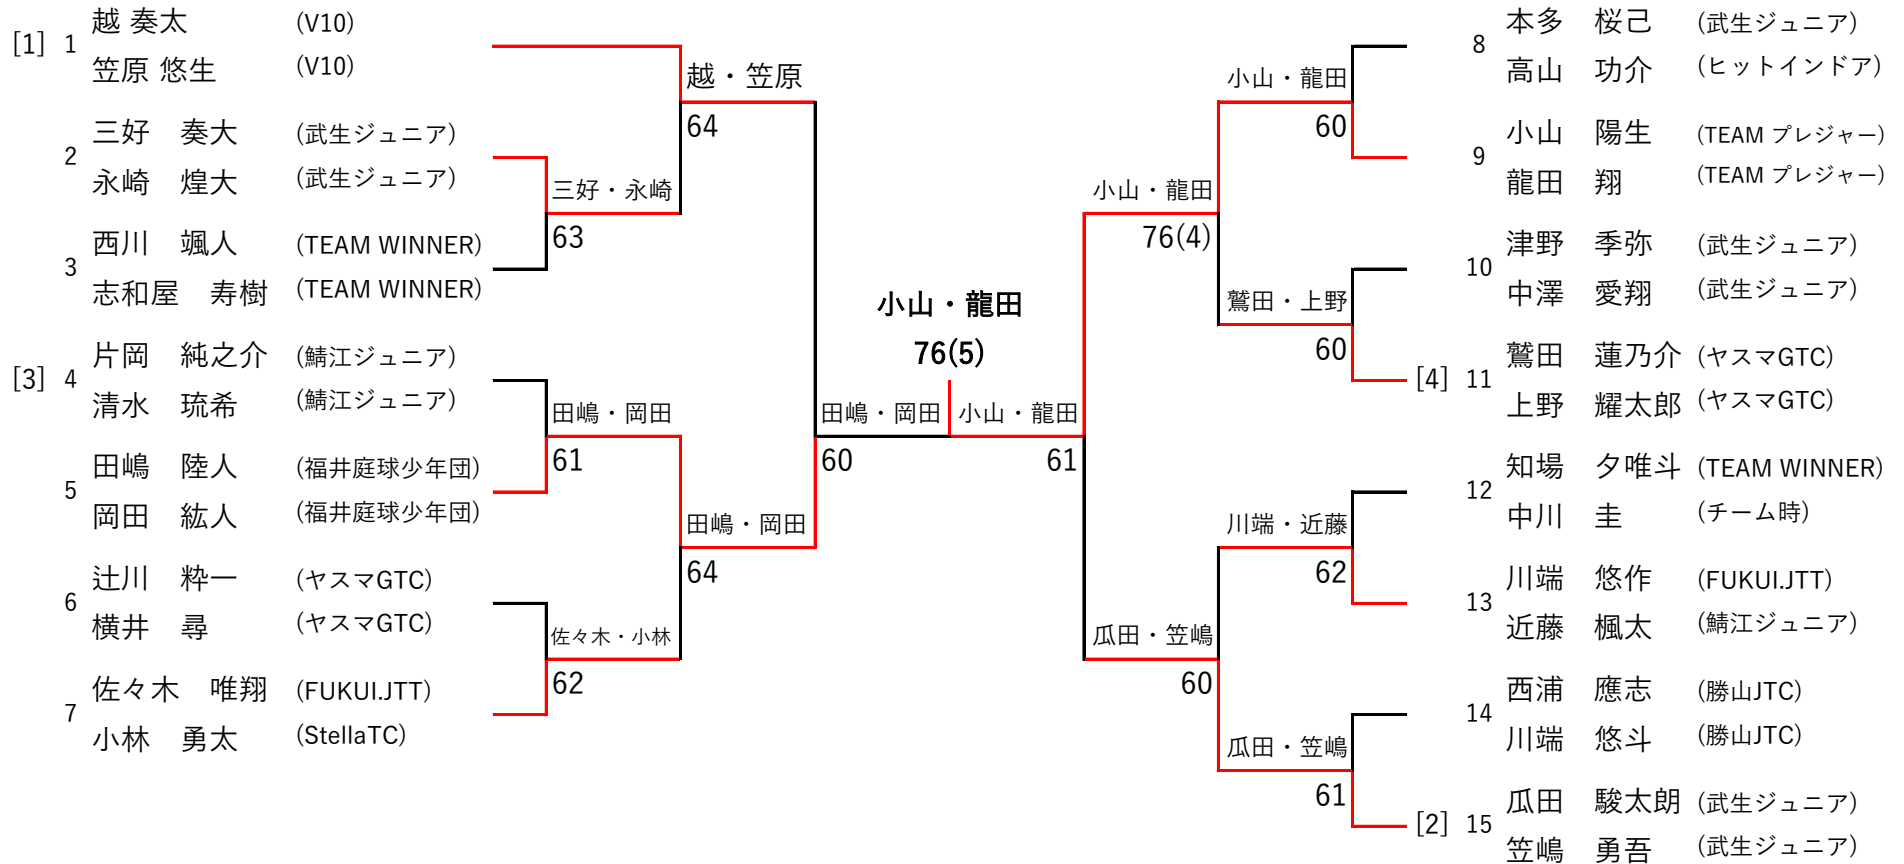 [1] 1 越 奏太 (V10)
笠原 悠生 (V10)
2 三好 奏大 (武生ジュニア)
永崎 煌大 (武生ジュニア)
3 西川 颯人 (TEAM WINNER)
志和屋 寿樹 (TEAM WINNER)
[3] 4 片岡 純之介 (鯖江ジュニア)
清水 琉希 (鯖江ジュニア)
5 田嶋 陸人 (福井庭球少年団)
岡田 紘人 (福井庭球少年団)
6 辻川 粋一 (ヤスマGTC)
横井 尋 (ヤスマGTC)
7 佐々木 唯翔 (FUKUI.JTT)
小林 勇太 (StellaTC)
三好・永崎
63
田嶋・岡田
61
佐々木・小林
62
越・笠原
64
田嶋・岡田
64
田嶋・岡田
60
小山・龍田
76(5)
小山・龍田
61
小山・龍田
76(4)
瓜田・笠嶋
60
小山・龍田
60
鷲田・上野
60
川端・近藤
62
瓜田・笠嶋
61
8 本多 桜己 (武生ジュニア)
高山 功介 (ヒットインドア)
9 小山 陽生 (TEAM プレジャー)
龍田 翔 (TEAM プレジャー)
10 津野 季弥 (武生ジュニア)
中澤 愛翔 (武生ジュニア)
[4] 11 鷲田 蓮乃介 (ヤスマGTC)
上野 耀太郎 (ヤスマGTC)
12 知場 夕唯斗 (TEAM WINNER)
中川 圭 (チーム時)
13 川端 悠作 (FUKUI.JTT)
近藤 楓太 (鯖江ジュニア)
14 西浦 應志 (勝山JTC)
川端 悠斗 (勝山JTC)
[2] 15 瓜田 駿太朗 (武生ジュニア)
笠嶋 勇吾 (武生ジュニア)